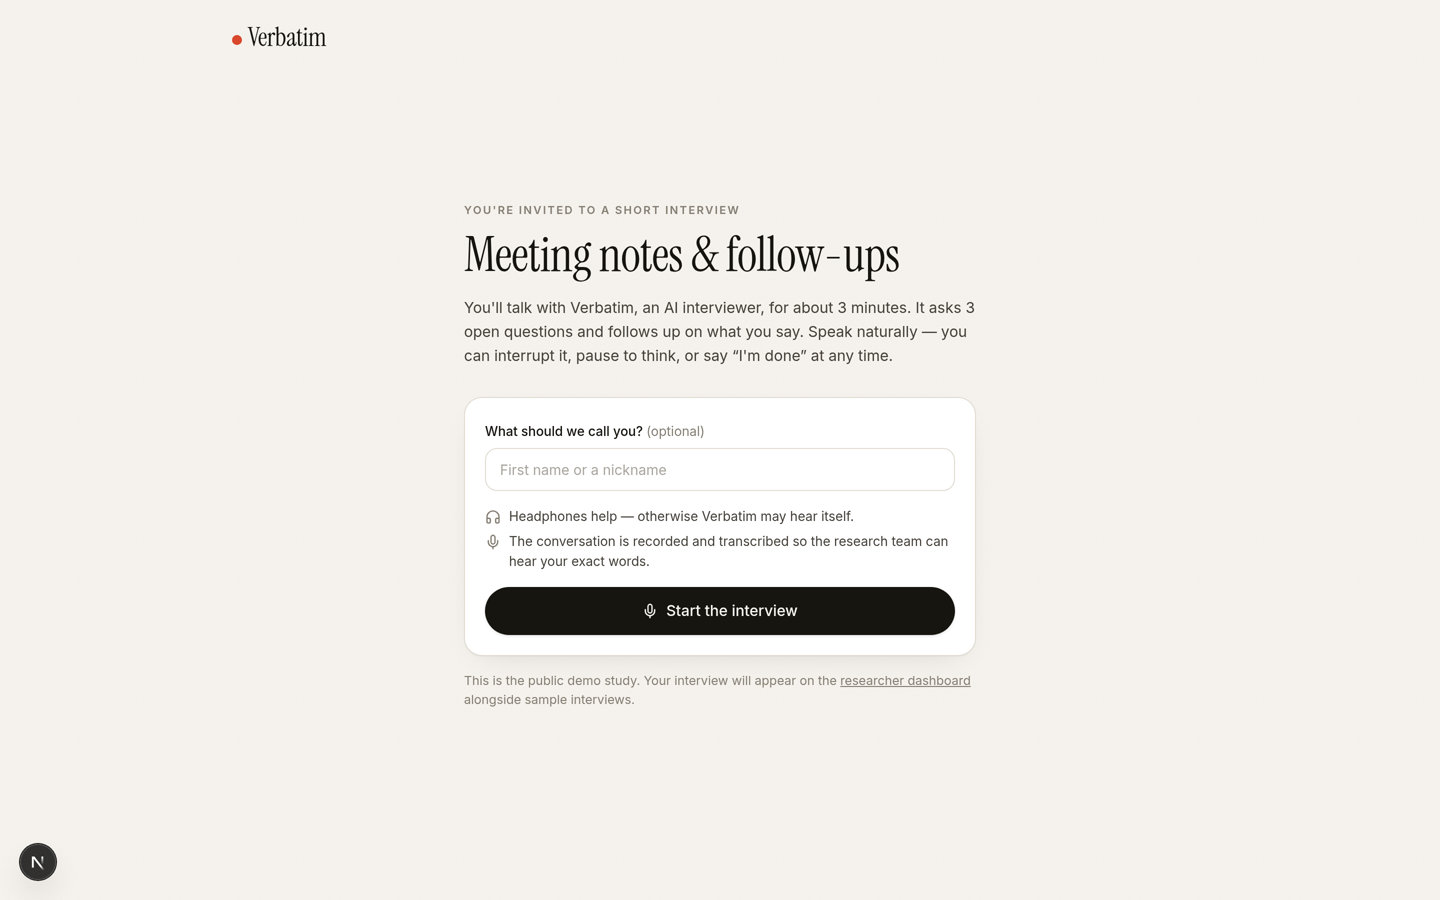 Verbatim
YOU'RE INVITED TO A SHORT INTERVIEW
Meeting notes & follow-ups
You'll talk with Verbatim, an AI interviewer, for about 3 minutes. It asks 3
open questions and follows up on what you say. Speak naturally — you
can interrupt it, pause to think, or say “I'm done” at any time.
What should we call you? (optional)
First name or a nickname
Headphones help — otherwise Verbatim may hear itself.
The conversation is recorded and transcribed so the research team can
hear your exact words.
Start the interview
This is the public demo study. Your interview will appear on the researcher dashboard
alongside sample interviews.
N